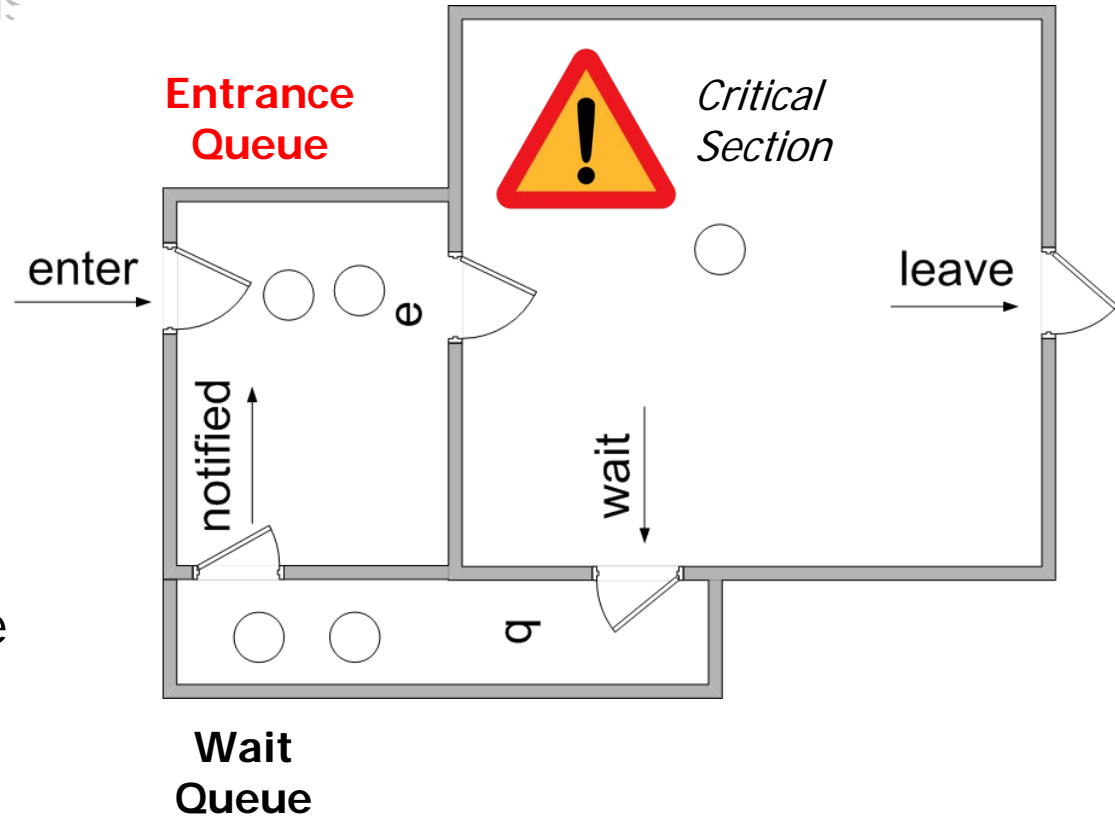 Entrance
Queue
Critical
Section
!
enter
e
leave
notified
wait
q
e
Wait
Queue